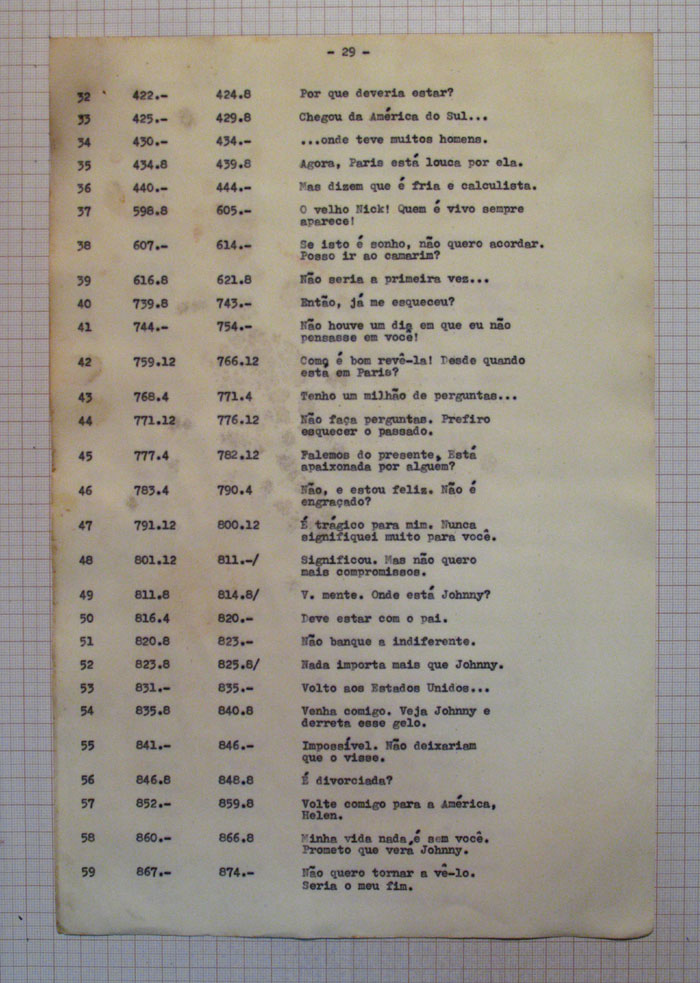 - 29 -
32 422.- 424.8 Por que deveria estar?
33 425.- 429.8 Chegou da América do Sul...
34 430.- 434.- ...onde teve muitos homens.
35 434.8 439.8 Agora, Paris está louca por ela.
36 440.- 444.- Mas dizem que é fria e calculista.
37 598.8 605.- O velho Nick! Quem é vivo sempre
aparece!
38 607.- 614.- Se isto é sonho, não quero acordar.
Posso ir ao camarim?
39 616.8 621.8 Não seria a primeira vez...
40 739.8 743.- Então, já me esqueceu?
41 744.- 754.- Não houve um dia em que eu não
pensasse em você!
42 759.12 766.12 Como é bom revê-la! Desde quando
está em Paris?
43 768.4 771.4 Tenho um milhão de perguntas...
44 771.12 776.12 Não faça perguntas. Prefiro
esquecer o passado.
45 777.4 782.12 Falemos do presente, Está
apaixonada por alguem?
46 783.4 790.4 Não, e estou feliz. Não é
engraçado?
47 791.12 800.12 É trágico para mim. Nunca
signifiquei muito para você.
48 801.12 811.-/ Significou. Mas não quero
mais compromissos.
49 811.8 814.8/ V. mente. Onde está Johnny?
50 816.4 820.- Deve estar com o pai.
51 820.8 823.- Não banque a indiferente.
52 823.8 825.8/ Nada importa mais que Johnny.
53 831.- 835.- Volto aos Estados Unidos...
54 835.8 840.8 Venha comigo. Veja Johnny e
derreta esse gelo.
55 841.- 846.- Impossível. Não deixariam
que o visse.
56 846.8 848.8 É divorciada?
57 852.- 859.8 Volte comigo para a América,
Helen.
58 860.- 866.8 Minha vida nada é sem você.
Prometo que verá Johnny.
59 867.- 874.- Não quero tornar a vê-lo.
Seria o meu fim.